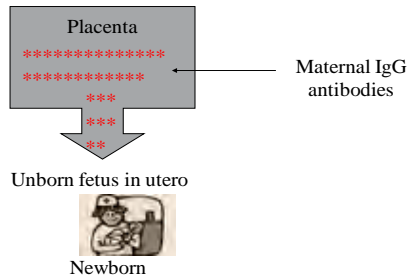 Placenta
**************
************
***
***
**
Maternal IgG
antibodies
Unborn fetus in utero
Newborn